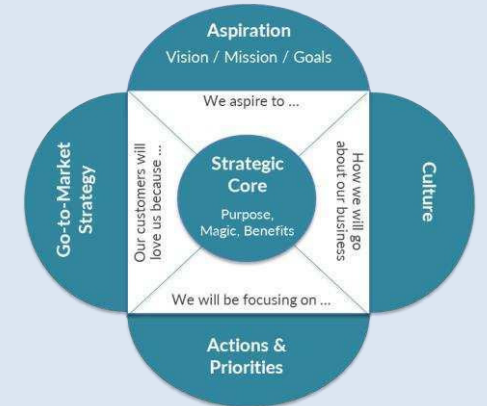 Aspiration
Vision / Mission / Goals
We aspire to ...
Go-to-Market
Strategy
Our customers will
love us because ...
Strategic
Core
Purpose,
Magic, Benefits
How we will go
about our business
Culture
We will be focusing on ...
Actions &
Priorities